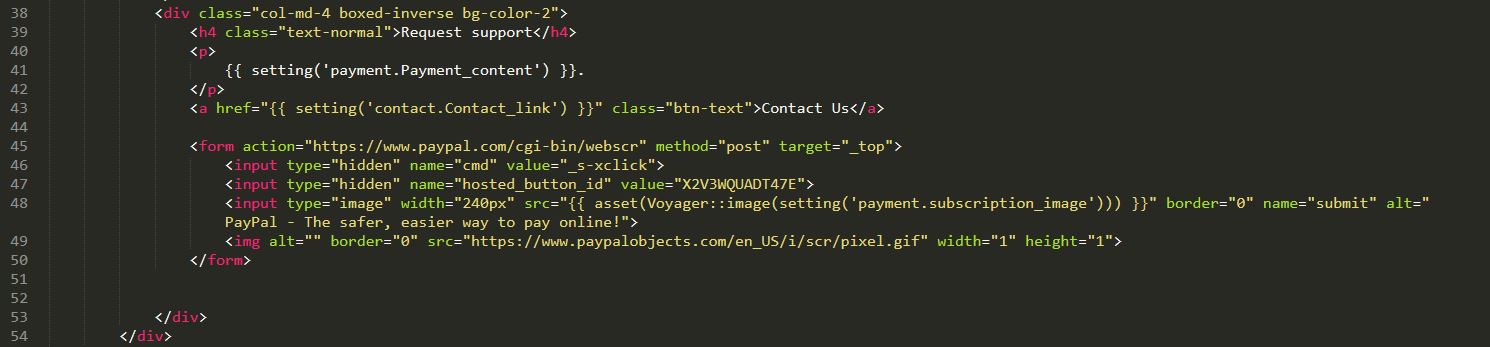 38 <div class="col-md-4 boxed-inverse bg-color-2">
39 <h4 class="text-normal">Request support</h4>
40 <p>
41 {{ setting('payment.Payment_content') }}.
42 </p>
43 <a href="{{ setting('contact.Contact_link') }}" class="btn-text">Contact Us</a>
44
45 <form action="https://www.paypal.com/cgi-bin/webscr" method="post" target="_top">
46 <input type="hidden" name="cmd" value="_s-xclick">
47 <input type="hidden" name="hosted_button_id" value="X2V3WQUADT47E">
48 <input type="image" width="240px" src="{{ asset(Voyager::image(setting('payment.subscription_image'))) }}" border="0" name="submit" alt="
PayPal - The safer, easier way to pay online!">
49 <img alt="" border="0" src="https://www.paypalobjects.com/en_US/i/scr/pixel.gif" width="1" height="1">
50 </form>
51
52
53 </div>
54 </div>